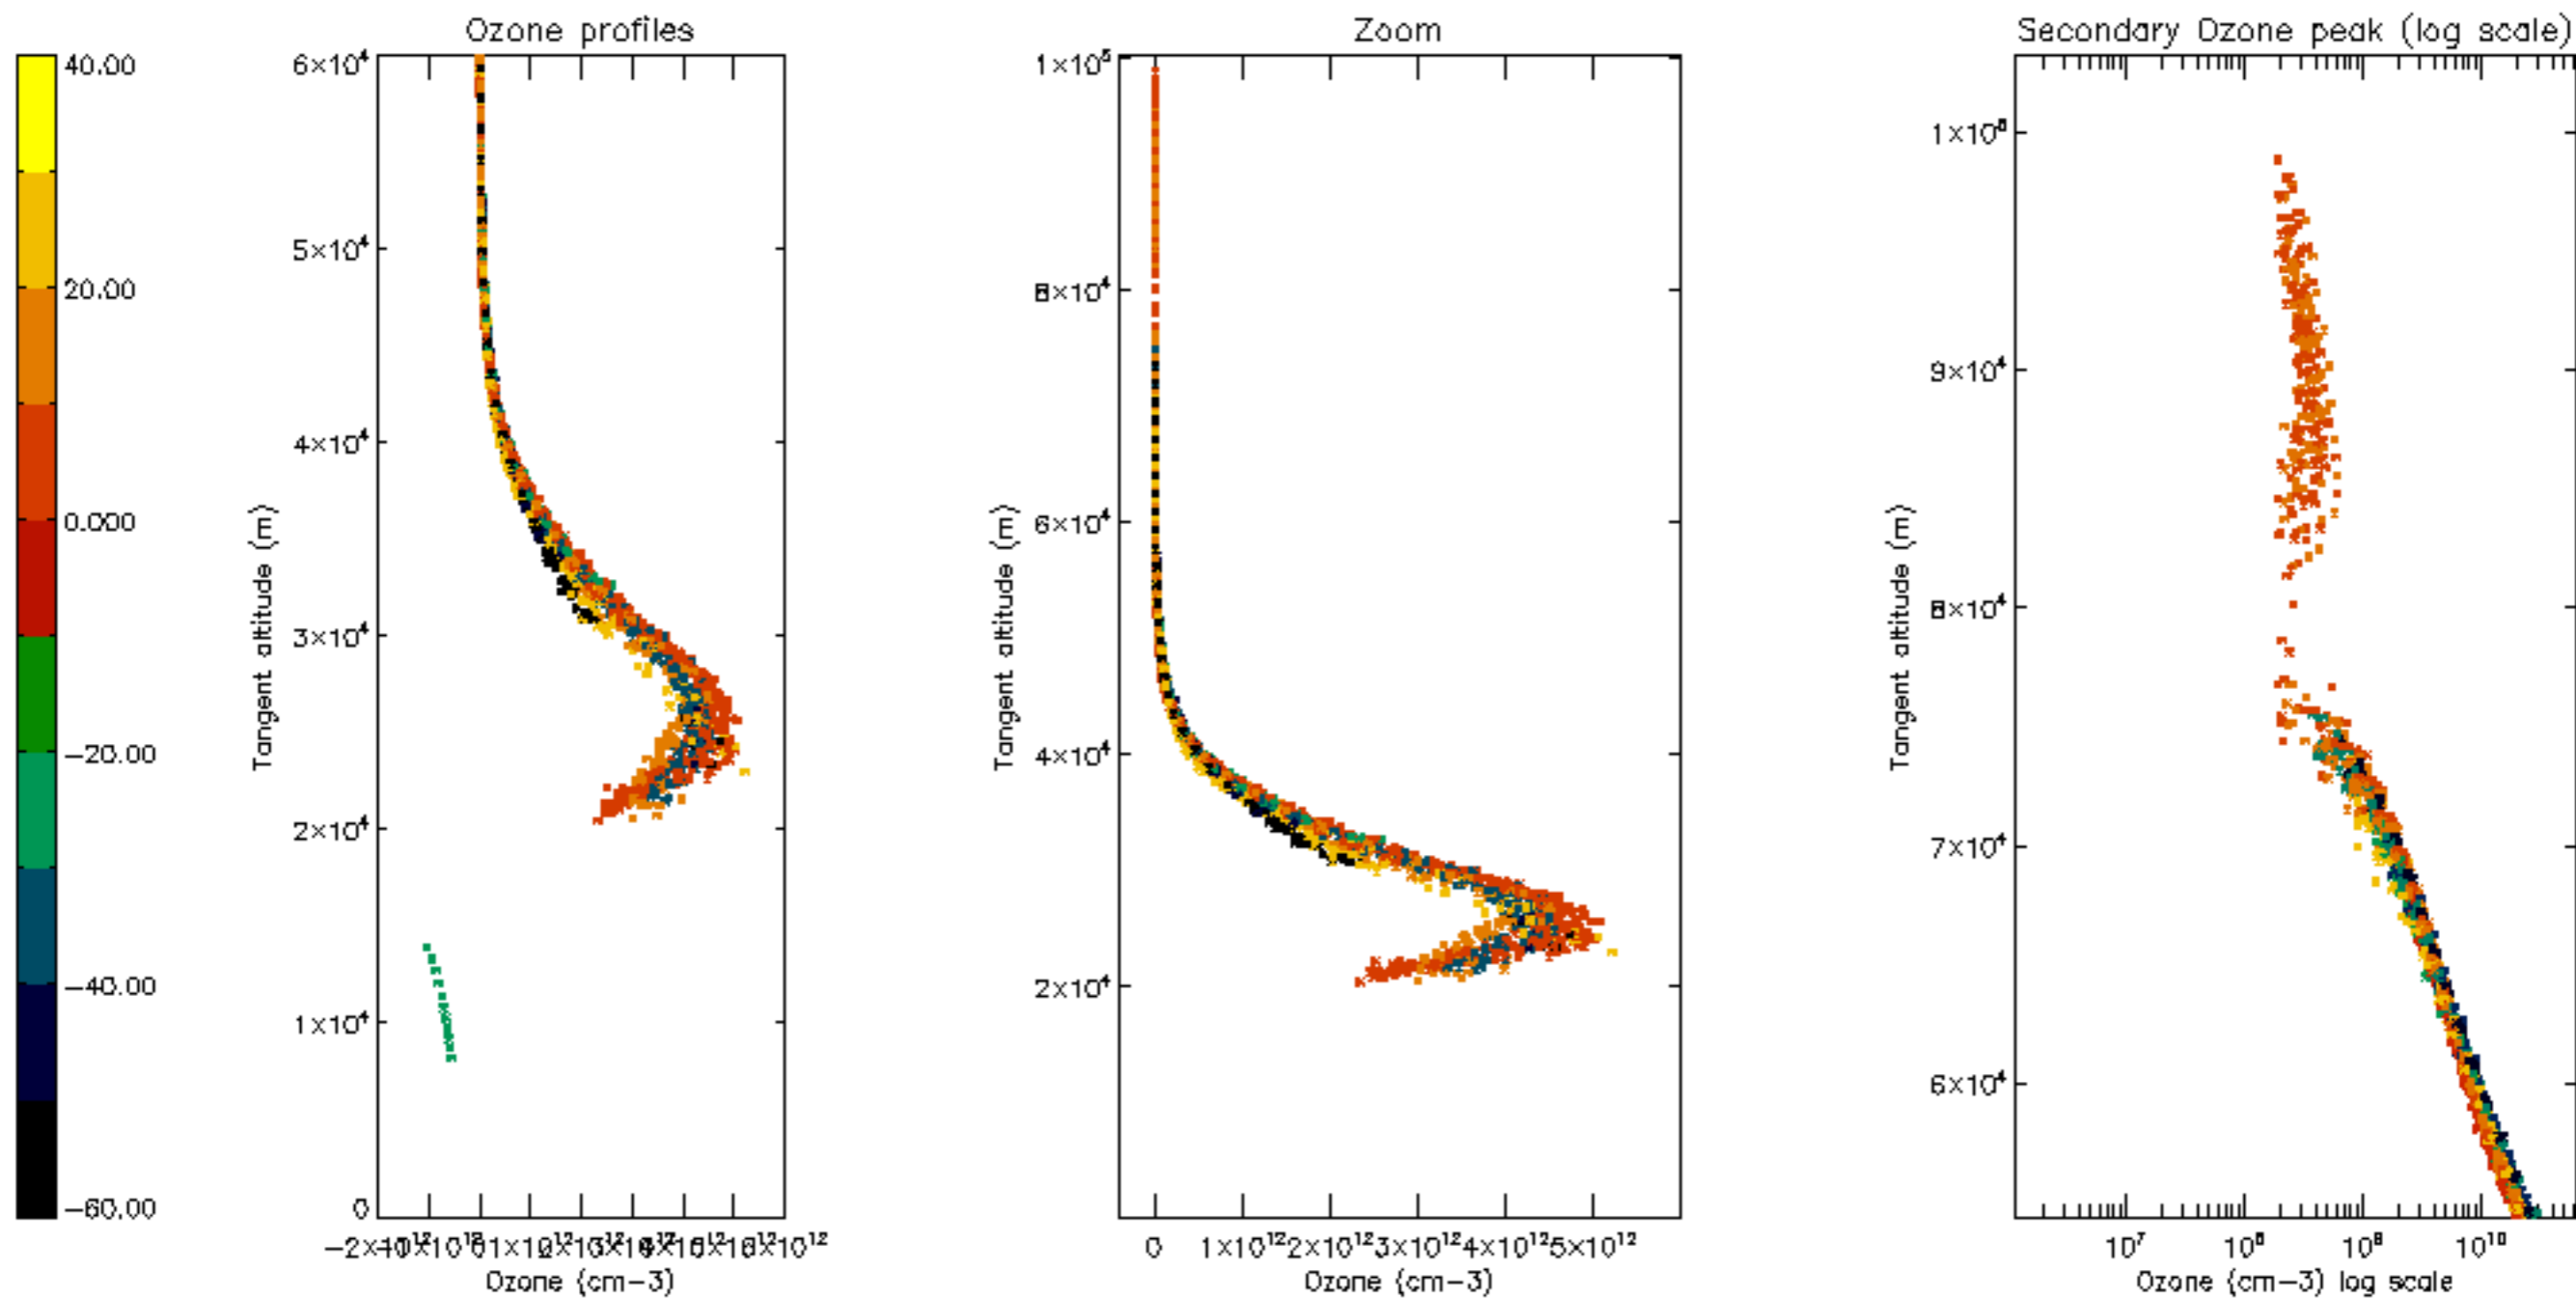 Ozone profiles
Zoom
Secondary Ozone peak (log scale)
40.00
20.00
0.000
−20.00
−40.00
−60.00
Tangent altitude (m)
6×10⁴
5×10⁴
4×10⁴
3×10⁴
2×10⁴
1×10⁴
0
Ozone (cm−3)
Tangent altitude (m)
1×10⁵
8×10⁴
6×10⁴
4×10⁴
2×10⁴
0 1×10¹² 2×10¹² 3×10¹² 4×10¹² 5×10¹²
Ozone (cm−3)
Tangent altitude (m)
9×10⁴
8×10⁴
7×10⁴
6×10⁴
10⁷ 10⁸ 10⁹ 10¹⁰
Ozone (cm−3) log scale